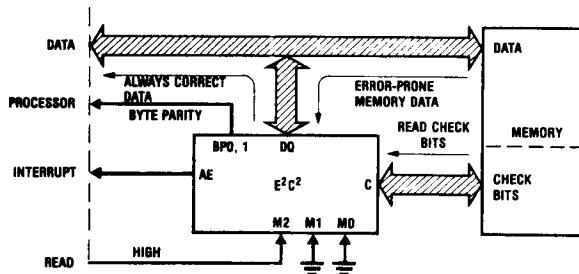 DATA
DATA
ALWAYS CORRECT
DATA
ERROR-PRONE
MEMORY DATA
PROCESSOR
BYTE PARITY
READ CHECK
BITS
MEMORY
BP0, 1
DQ
INTERRUPT
AE
E²C²
C
CHECK
BITS
M2
M1
M0
READ
HIGH